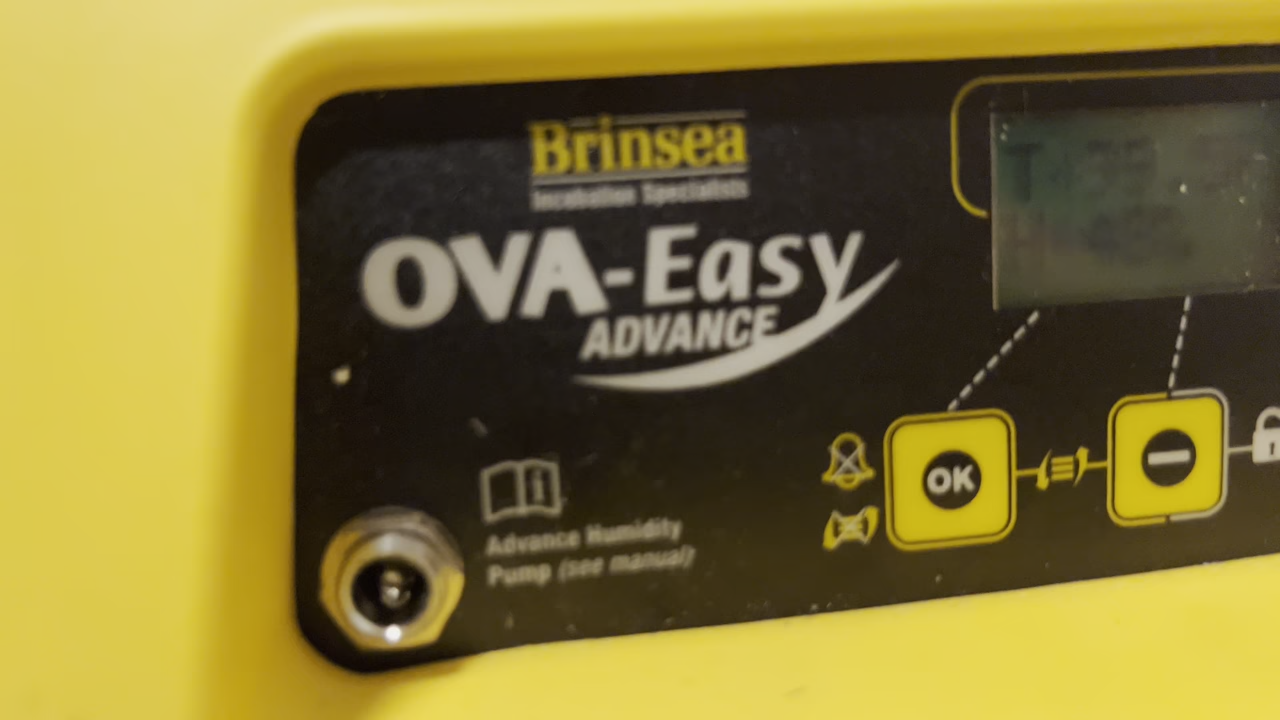 Brinsea
Incubation Specialists
OVA-Easy
ADVANCE
Advance Humidity
Pump (see manual)
OK